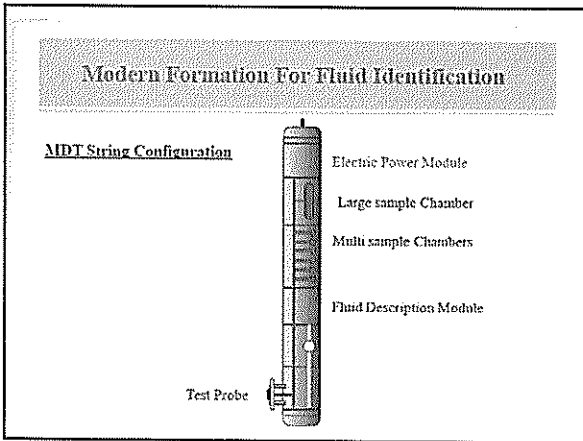 Modern Formation For Fluid Identification
MDT String Configuration
Electric Power Module
Large sample Chamber
Multi sample Chambers
Fluid Description Module
Test Probe